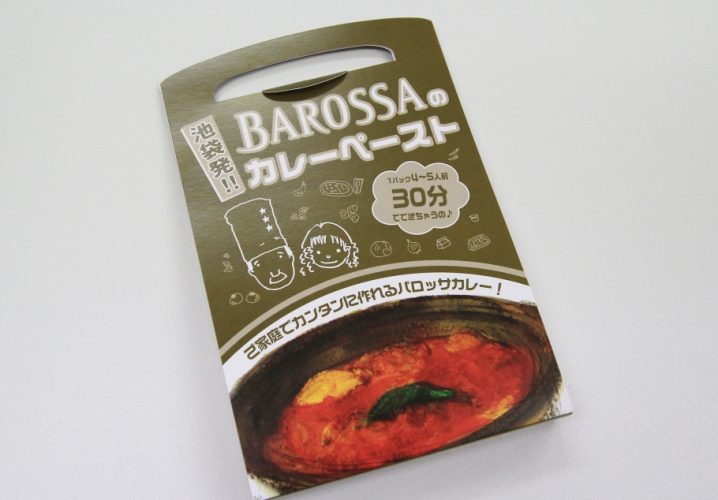 池袋発!!
BAROSSAの
カレーペースト
1パック4～5人前
30分
でできちゃうの♪
ご家庭でカンタンに作れるバロッサカレー！